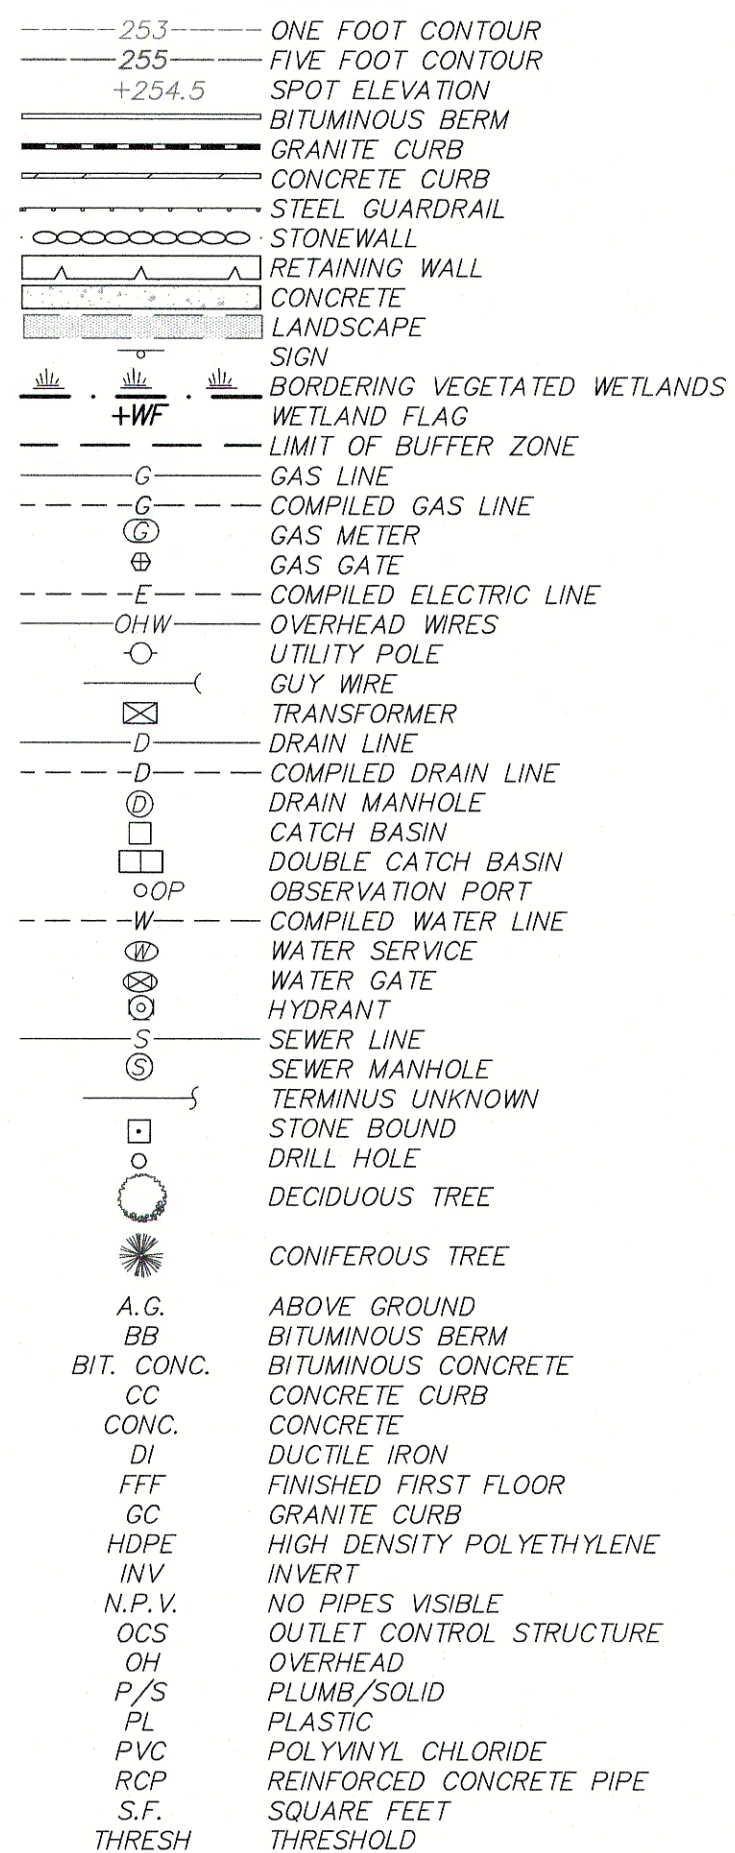 253 ONE FOOT CONTOUR
255 FIVE FOOT CONTOUR
+254.5 SPOT ELEVATION
BITUMINOUS BERM
GRANITE CURB
CONCRETE CURB
STEEL GUARDRAIL
STONEWALL
RETAINING WALL
CONCRETE
LANDSCAPE
SIGN
BORDERING VEGETATED WETLANDS
+WF WETLAND FLAG
LIMIT OF BUFFER ZONE
G GAS LINE
G COMPILED GAS LINE
G GAS METER
GAS GATE
E COMPILED ELECTRIC LINE
OHW OVERHEAD WIRES
UTILITY POLE
GUY WIRE
TRANSFORMER
D DRAIN LINE
D COMPILED DRAIN LINE
D DRAIN MANHOLE
CATCH BASIN
DOUBLE CATCH BASIN
OP OBSERVATION PORT
W COMPILED WATER LINE
W WATER SERVICE
WATER GATE
HYDRANT
S SEWER LINE
S SEWER MANHOLE
TERMINUS UNKNOWN
STONE BOUND
DRILL HOLE
DECIDUOUS TREE
CONIFEROUS TREE
A.G. ABOVE GROUND
BB BITUMINOUS BERM
BIT. CONC. BITUMINOUS CONCRETE
CC CONCRETE CURB
CONC. CONCRETE
DI DUCTILE IRON
FFF FINISHED FIRST FLOOR
GC GRANITE CURB
HDPE HIGH DENSITY POLYETHYLENE
INV INVERT
N.P.V. NO PIPES VISIBLE
OCS OUTLET CONTROL STRUCTURE
OH OVERHEAD
P/S PLUMB/SOLID
PL PLASTIC
PVC POLYVINYL CHLORIDE
RCP REINFORCED CONCRETE PIPE
S.F. SQUARE FEET
THRESH THRESHOLD